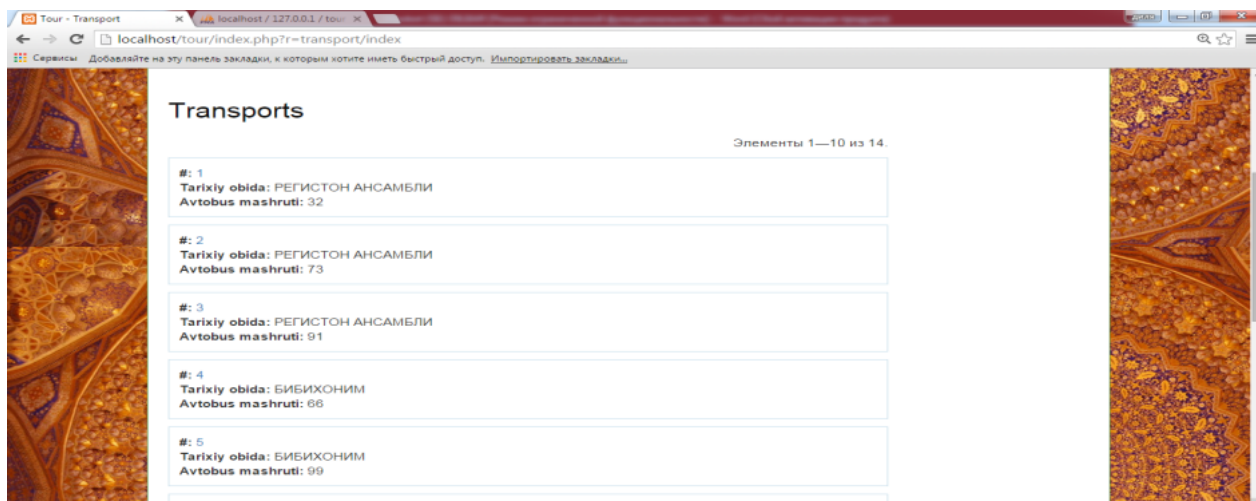 Tour - Transport
localhost / 127.0.0.1 / tour
localhost/tour/index.php?r=transport/index
Сервисы Добавляйте на эту панель закладки, к которым хотите иметь быстрый доступ. Импортировать закладки...
Transports
Элементы 1—10 из 14.
#: 1
Tarixiy obida: РЕГИСТОН АНСАМБЛИ
Avtobus mashruti: 32
#: 2
Tarixiy obida: РЕГИСТОН АНСАМБЛИ
Avtobus mashruti: 73
#: 3
Tarixiy obida: РЕГИСТОН АНСАМБЛИ
Avtobus mashruti: 91
#: 4
Tarixiy obida: БИБИХОНИМ
Avtobus mashruti: 66
#: 5
Tarixiy obida: БИБИХОНИМ
Avtobus mashruti: 99